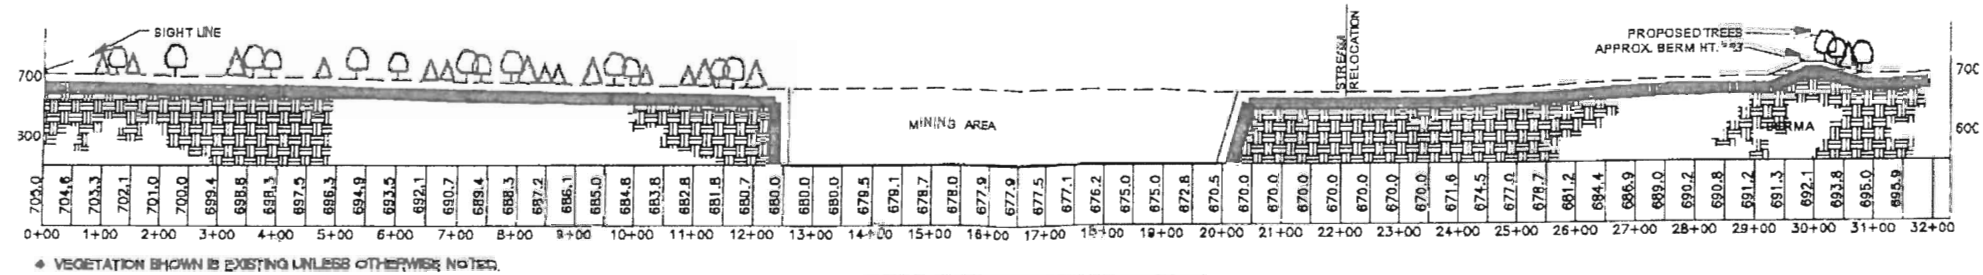 SIGHT LINE
STREAM RELOCATION
PROPOSED TREES
APPROX. BERM HT.
700
700
300
600
MINING AREA
BERM A
705.0 704.6 703.3 702.1 701.0 700.0 699.4 698.8 698.3 697.5 696.3 694.9 693.5 692.1 690.7 689.4 688.3 687.2 686.1 685.0 684.8 683.8 682.8 681.8 680.7 680.0 680.0 680.0 679.5 679.1 678.7 678.0 677.9 677.9 677.5 677.1 676.2 675.0 675.0 672.8 670.5 670.0 670.0 670.0 670.0 670.0 670.0 671.6 674.5 677.0 678.7 681.2 684.4 686.9 689.0 690.2 690.8 691.2 691.3 692.1 693.8 695.0 695.9
0+00 1+00 2+00 3+00 4+00 5+00 6+00 7+00 8+00 9+00 10+00 11+00 12+00 13+00 14+00 15+00 16+00 17+00 18+00 19+00 20+00 21+00 22+00 23+00 24+00 25+00 26+00 27+00 28+00 29+00 30+00 31+00 32+00
VEGETATION SHOWN IS EXISTING UNLESS OTHERWISE NOTED.